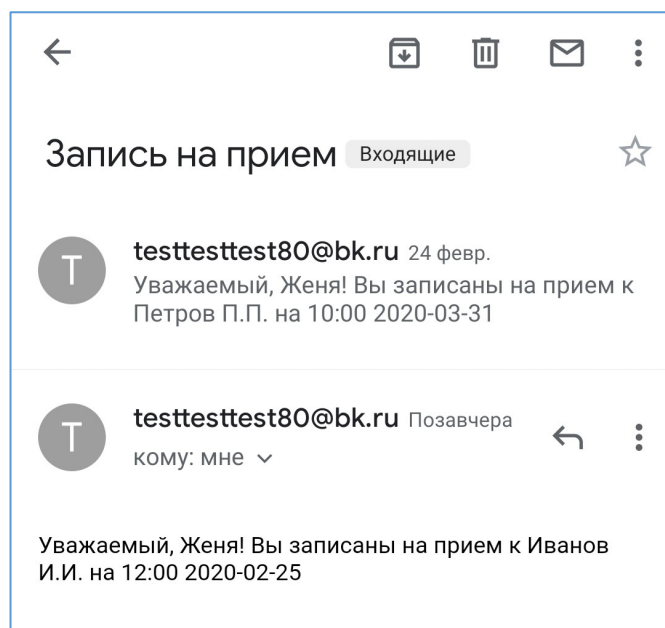 Запись на прием Входящие
T
testtesttest80@bk.ru 24 февр.
Уважаемый, Женя! Вы записаны на прием к
Петров П.П. на 10:00 2020-03-31
T
testtesttest80@bk.ru Позавчера
кому: мне
Уважаемый, Женя! Вы записаны на прием к Иванов
И.И. на 12:00 2020-02-25